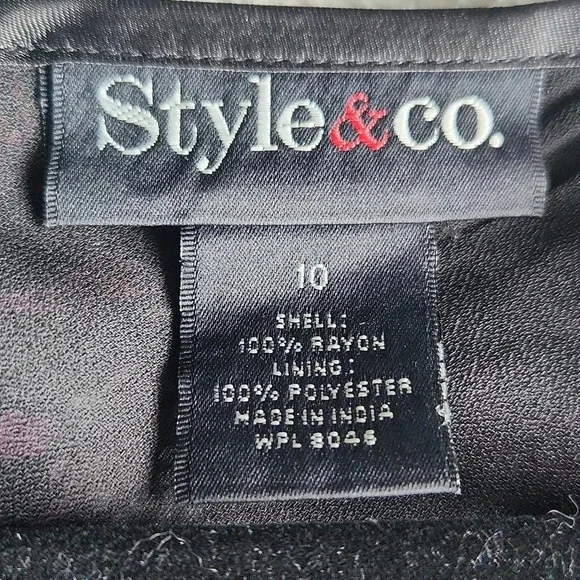 Style&co.
10
SHELL:
100% RAYON
LINING:
100% POLYESTER
MADE IN INDIA
WPL 8046